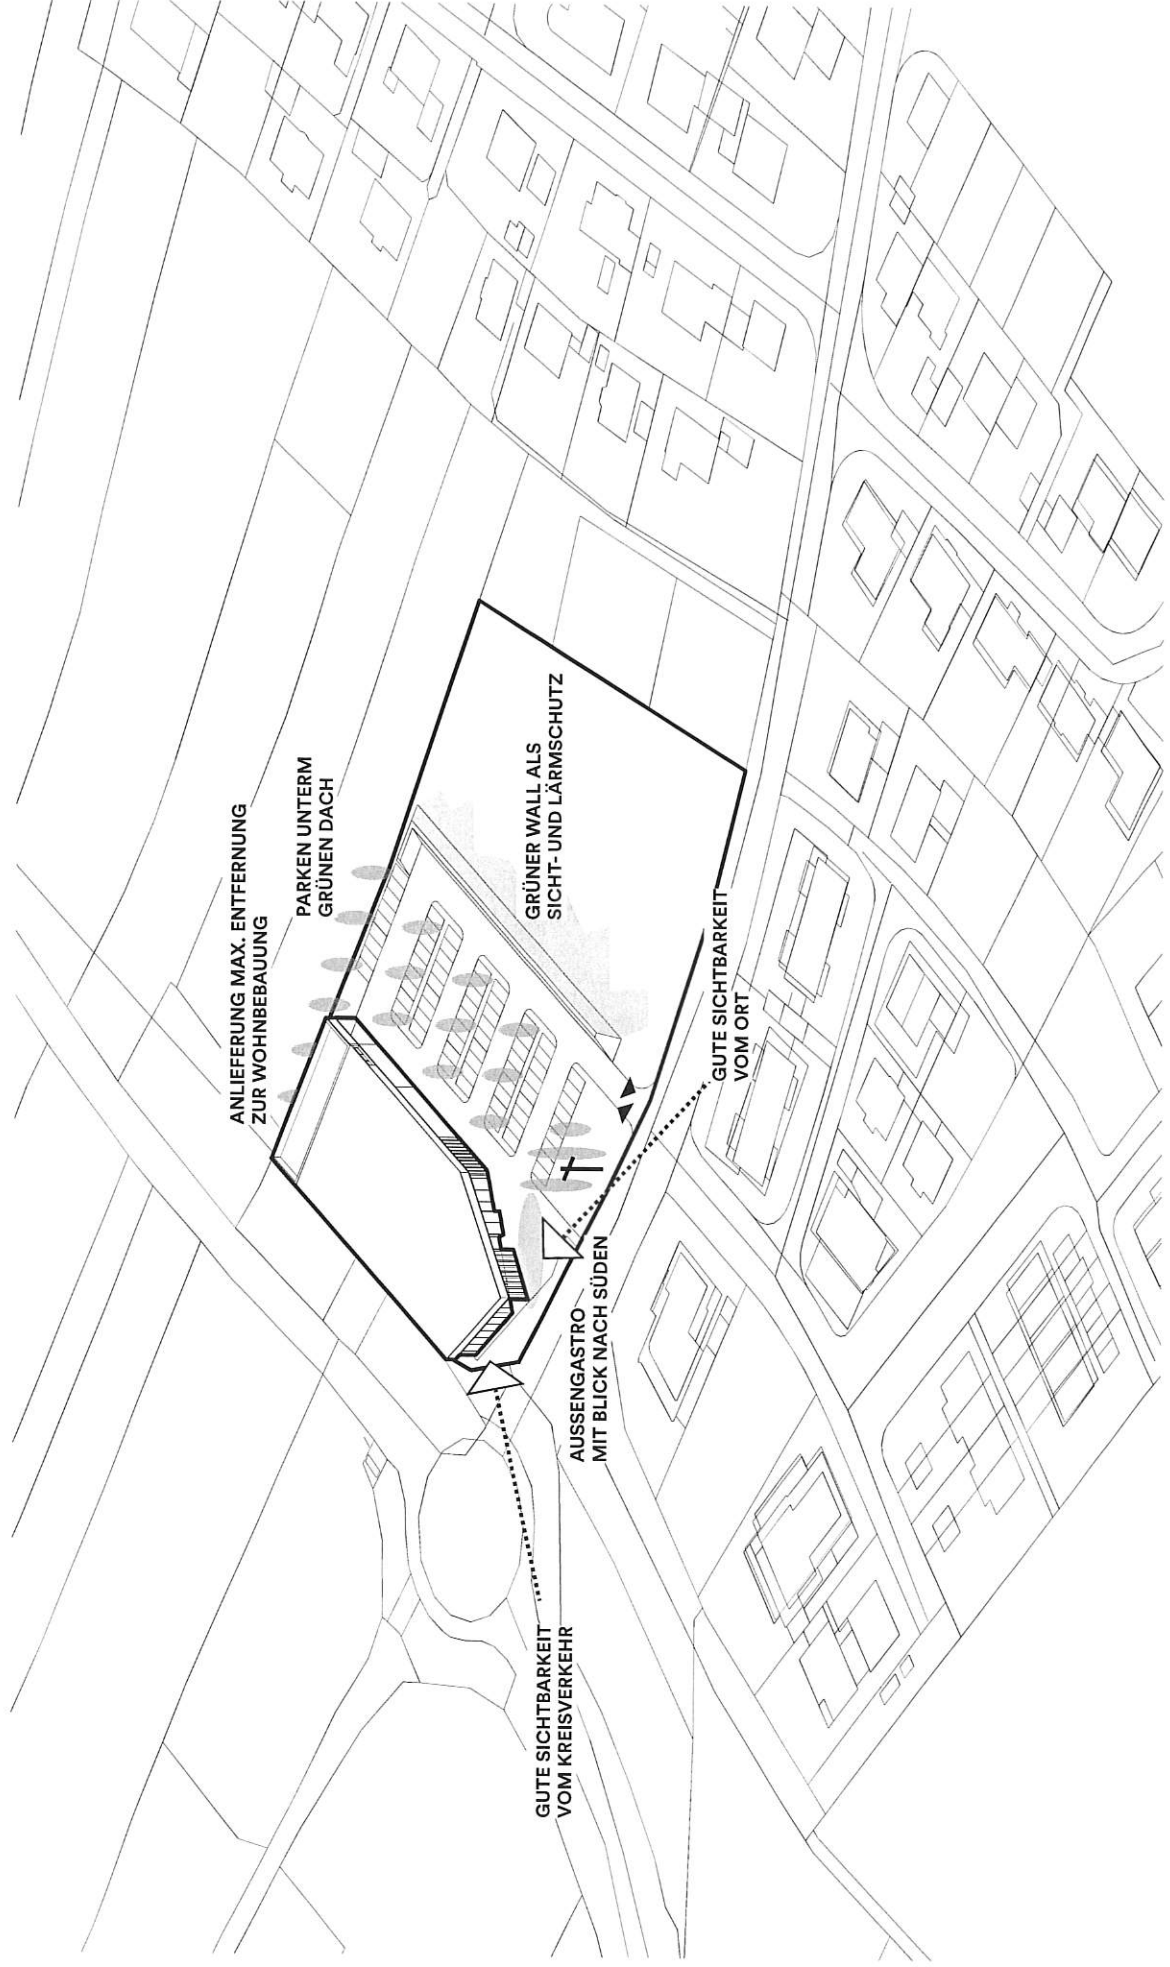 ANLIEFERUNG MAX. ENTFERNUNG
ZUR WOHNBEBAUUNG
PARKEN UNTERM
GRÜNEN DACH
GRÜNER WALL ALS
SICHT- UND LÄRMSCHUTZ
GUTE SICHTBARKEIT
VOM ORT
AUSSENGASTRO
MIT BLICK NACH SÜDEN
GUTE SICHTBARKEIT
VOM KREISVERKEHR